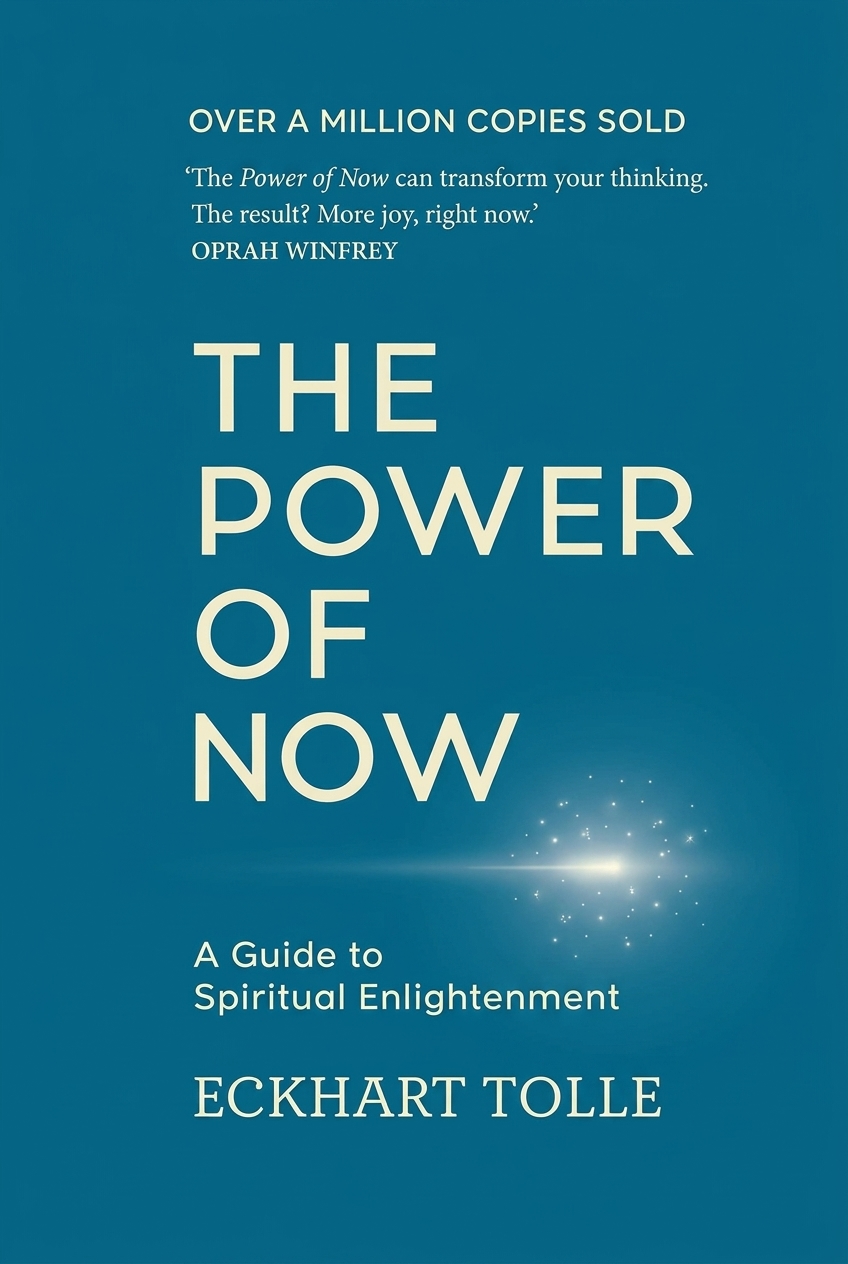 OVER A MILLION COPIES SOLD
‘The Power of Now can transform your thinking.
The result? More joy, right now.’
OPRAH WINFREY
THE
POWER
OF
NOW
A Guide to
Spiritual Enlightenment
ECKHART TOLLE